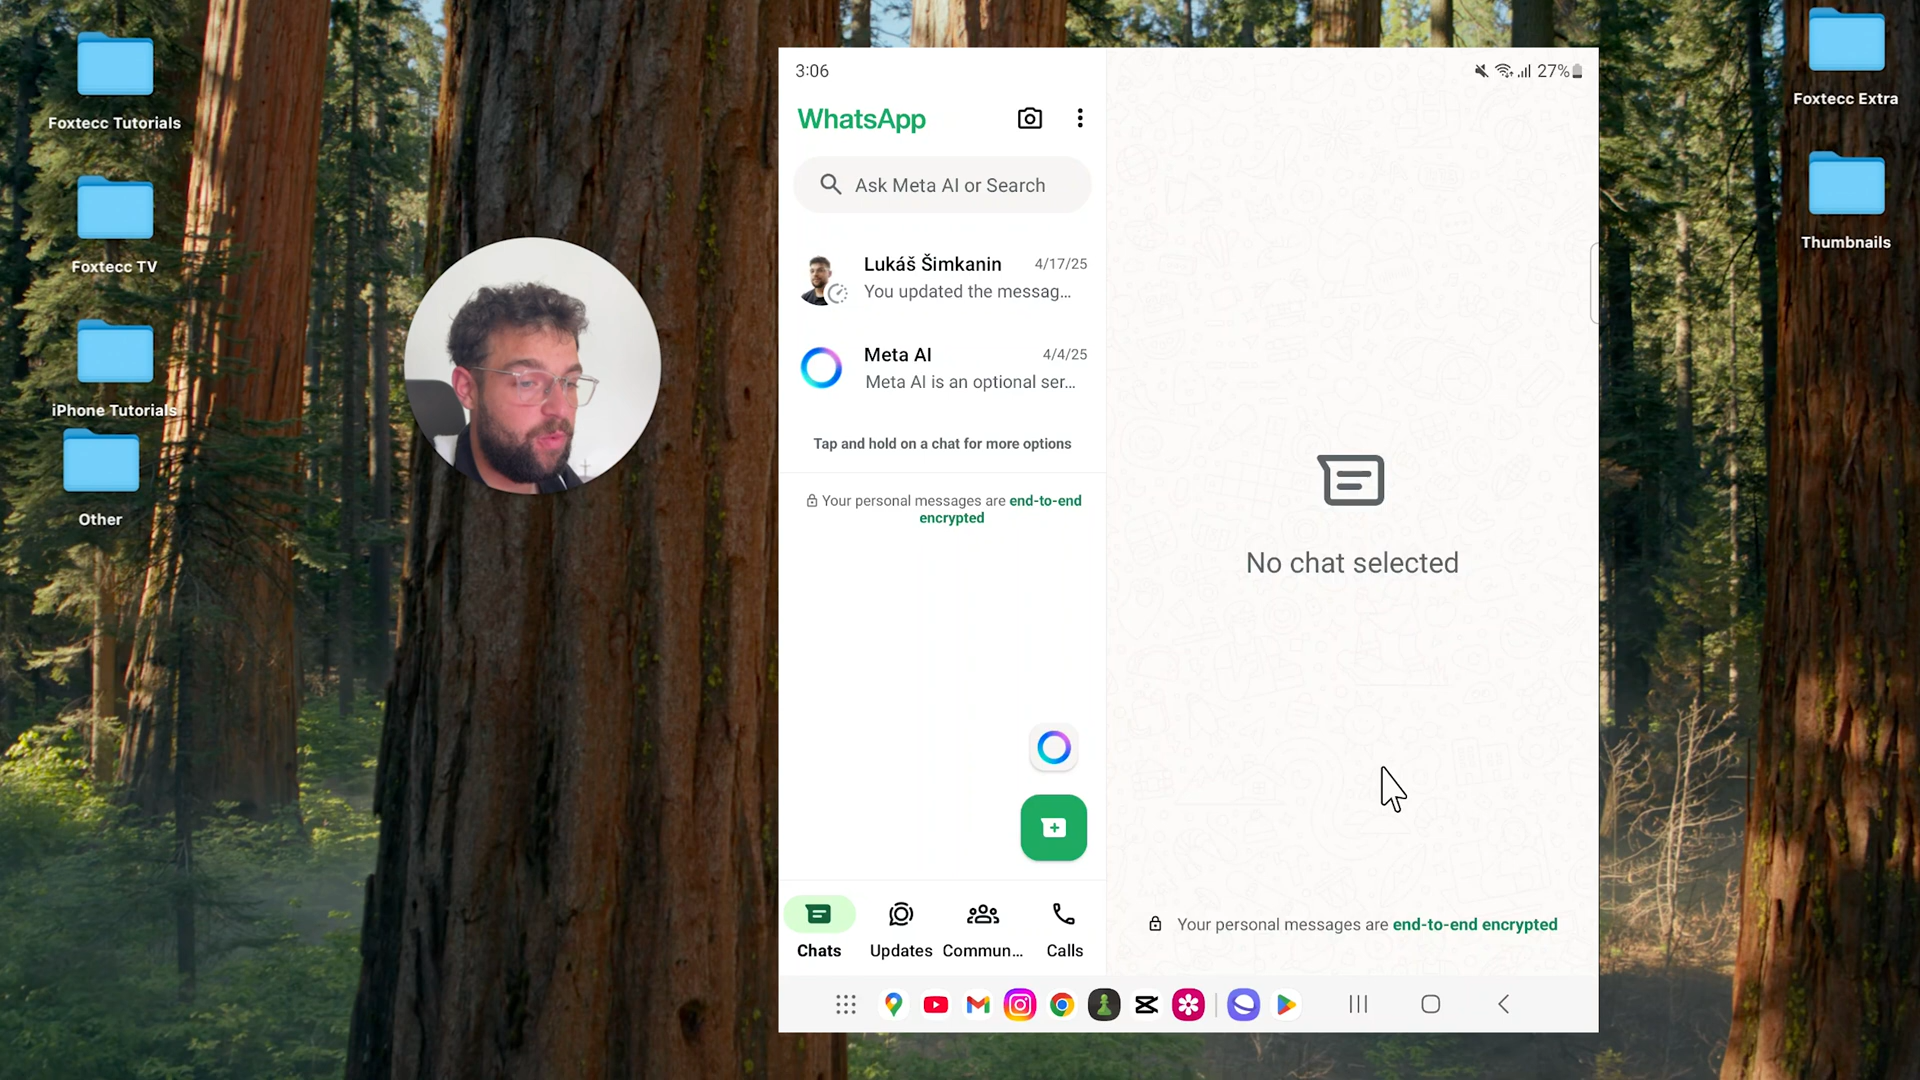 Foxtecc Tutorials
Foxtecc TV
iPhone Tutorials
Other
3:06
27%
WhatsApp
Ask Meta AI or Search
Lukáš Šimkanin
4/17/25
You updated the messag...
Meta AI
4/4/25
Meta AI is an optional ser...
Tap and hold on a chat for more options
Your personal messages are end-to-end
encrypted
Chats
Updates
Commun...
Calls
No chat selected
Your personal messages are end-to-end encrypted
Foxtecc Extra
Thumbnails